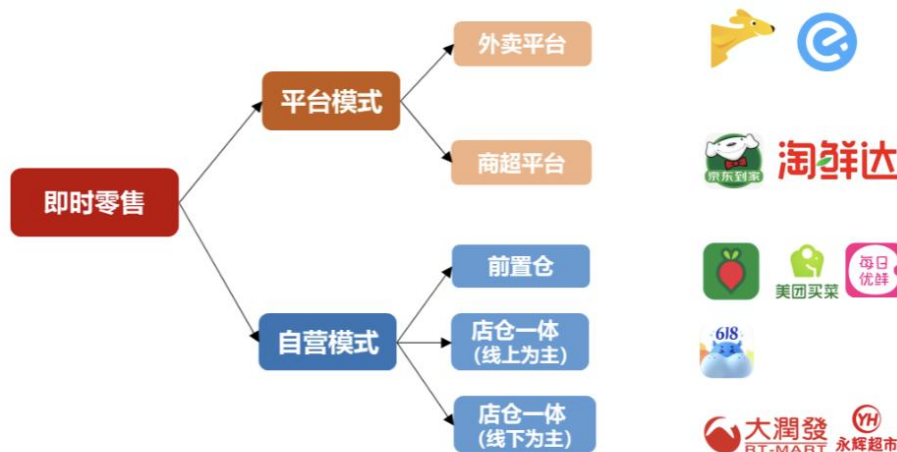 外卖平台
平台模式
商超平台
京东到家
淘鲜达
即时零售
前置仓
美团买菜
每日
优鲜
自营模式
店仓一体
(线上为主)
618
店仓一体
(线下为主)
大潤發
RT-MART
YH
永辉超市